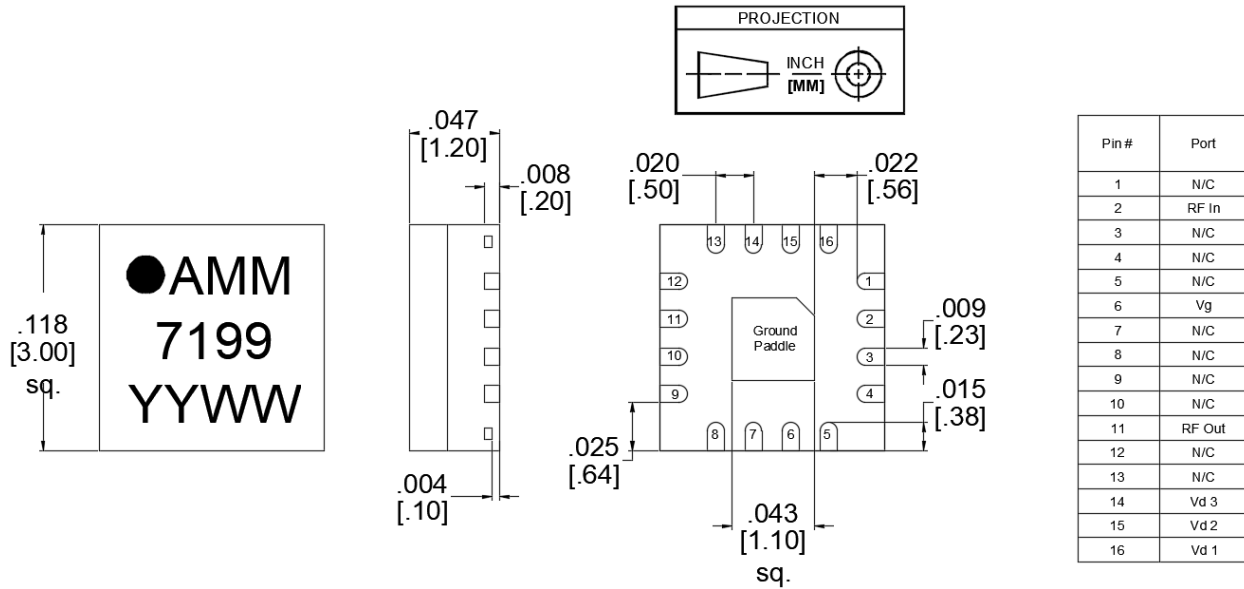 PROJECTION
INCH
[MM]
.047
[1.20]
.008
[.20]
.020
[.50]
.022
[.56]
AMM
7199
YYWW
.118
[3.00]
sq.
13 14 15 16
12 1
11 2
10 3
9 4
8 7 6 5
Ground
Paddle
.009
[.23]
.015
[.38]
.025
[.64]
.004
[.10]
.043
[1.10]
sq.
Pin # Port
1 N/C
2 RF In
3 N/C
4 N/C
5 N/C
6 Vg
7 N/C
8 N/C
9 N/C
10 N/C
11 RF Out
12 N/C
13 N/C
14 Vd 3
15 Vd 2
16 Vd 1